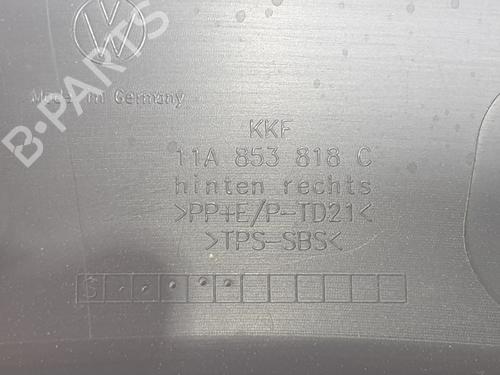 B-PARTS
Made in Germany
KKF
11A 853 818 C
hinten rechts
>PP+E/P-TD21<
>TPS-SBS<
S